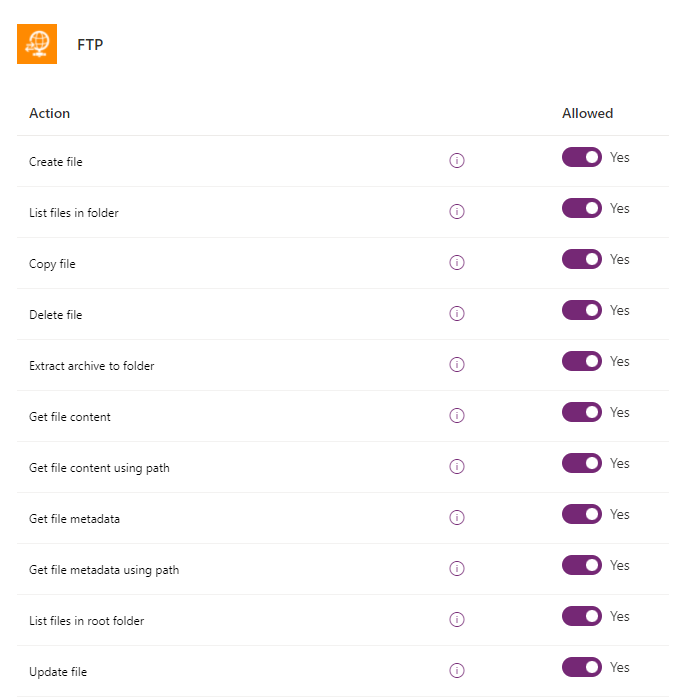 FTP
Action Allowed
Create file Yes
List files in folder Yes
Copy file Yes
Delete file Yes
Extract archive to folder Yes
Get file content Yes
Get file content using path Yes
Get file metadata Yes
Get file metadata using path Yes
List files in root folder Yes
Update file Yes